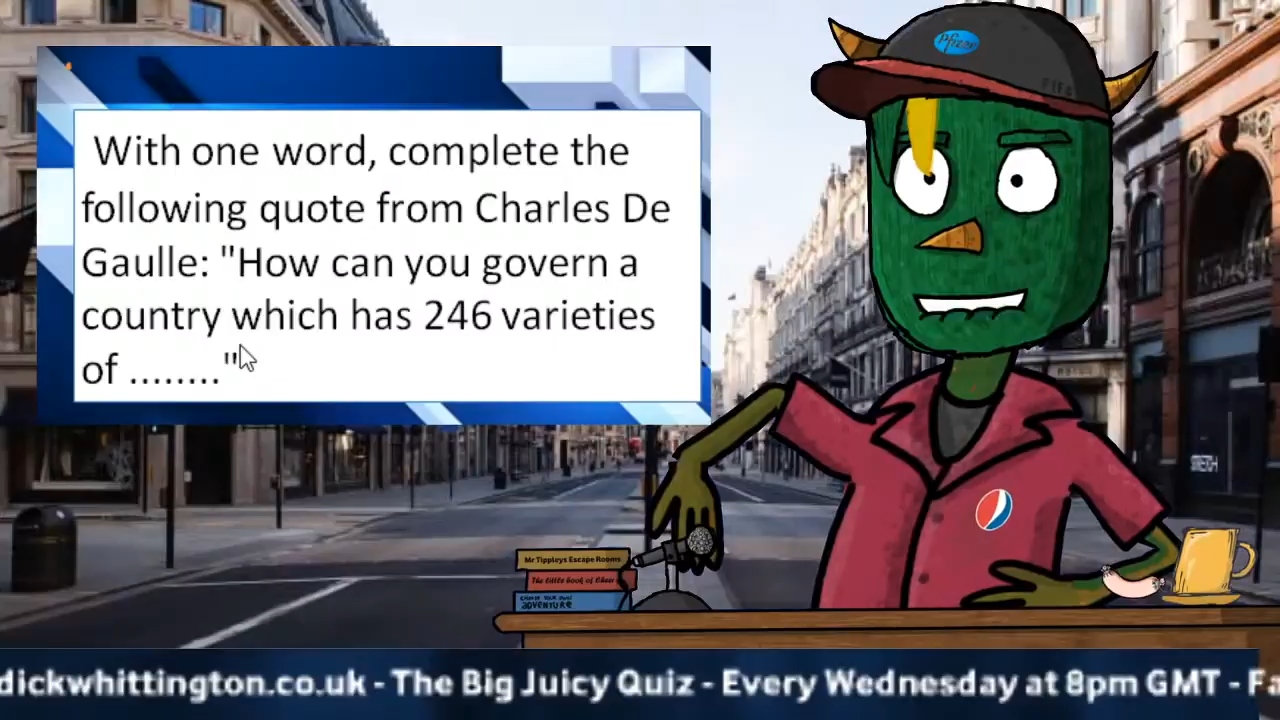 Pfizer
With one word, complete the
following quote from Charles De
Gaulle: "How can you govern a
country which has 246 varieties
of ........"
Mr Tippleys Escape Rooms
The little book of Cheer
ADVENTURE
dickwhittington.co.uk - The Big Juicy Quiz - Every Wednesday at 8pm GMT - Fa